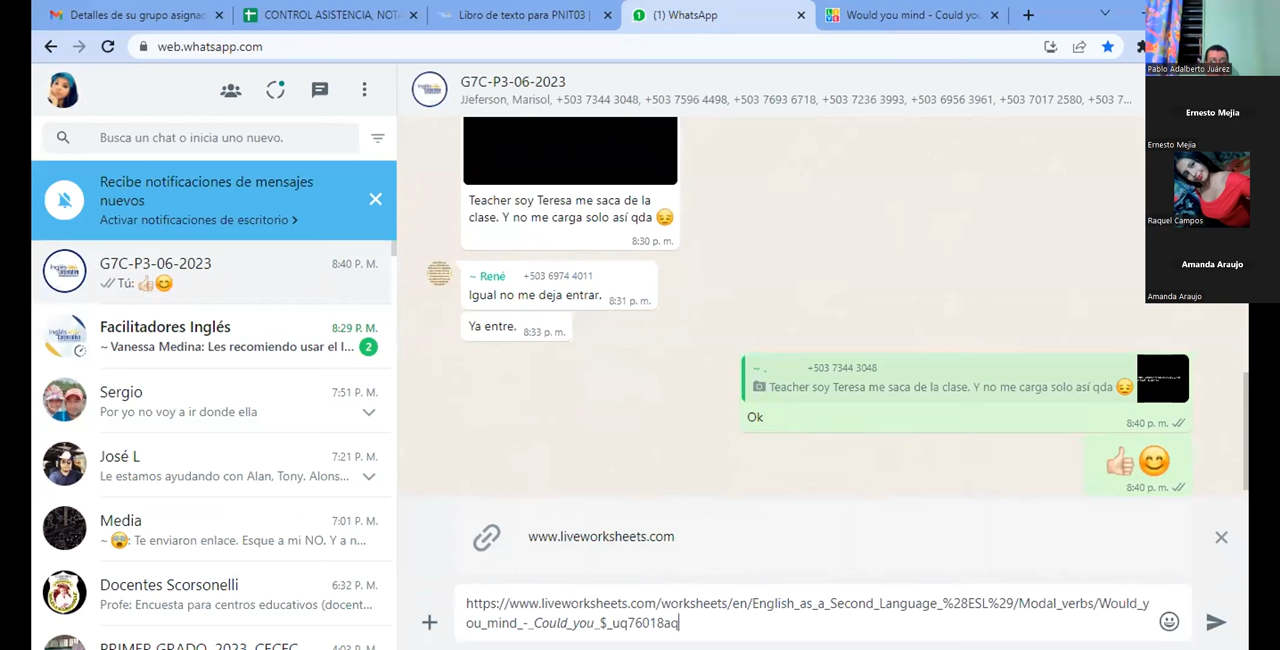 Detalles de su grupo asignad
CONTROL ASISTENCIA, NOTA
Libro de texto para PNIT03 |
(1) WhatsApp
Would you mind - Could yo
web.whatsapp.com
Pablo Adalberto Juárez
Ernesto Mejia
Ernesto Mejia
Raquel Campos
Amanda Araujo
Amanda Araujo
Busca un chat o inicia uno nuevo.
Recibe notificaciones de mensajes
nuevos
Activar notificaciones de escritorio >
G7C-P3-06-2023 8:40 P. M.
Tú: 👍🏻😊
Facilitadores Inglés 8:29 P. M.
~ Vanessa Medina: Les recomiendo usar el l... 2
Sergio 7:51 P. M.
Por yo no voy a ir donde ella
José L 7:21 P. M.
Le estamos ayudando con Alan, Tony. Alons...
Media 7:01 P. M.
~ 😨: Te enviaron enlace. Esque a mi NO. Y a n...
Docentes Scorsonelli 6:32 P. M.
Profe: Encuesta para centros educativos (docent...
PRIMER GRADO 2023 CECEC 4:03 P. M.
G7C-P3-06-2023
JJeferson, Marisol, +503 7344 3048, +503 7596 4498, +503 7693 6718, +503 7236 3993, +503 6956 3961, +503 7017 2580, +503 7...
Teacher soy Teresa me saca de la
clase. Y no me carga solo así qda 😔
8:30 p. m.
~ René +503 6974 4011
Igual no me deja entrar. 8:31 p. m.
Ya entre. 8:33 p. m.
~ . +503 7344 3048
Teacher soy Teresa me saca de la clase. Y no me carga solo así qda 😔
Ok
8:40 p. m.
👍🏻😊
8:40 p. m.
www.liveworksheets.com
https://www.liveworksheets.com/worksheets/en/English_as_a_Second_Language_%28ESL%29/Modal_verbs/Would_y
ou_mind_-_Could_you_$_uq76018aq